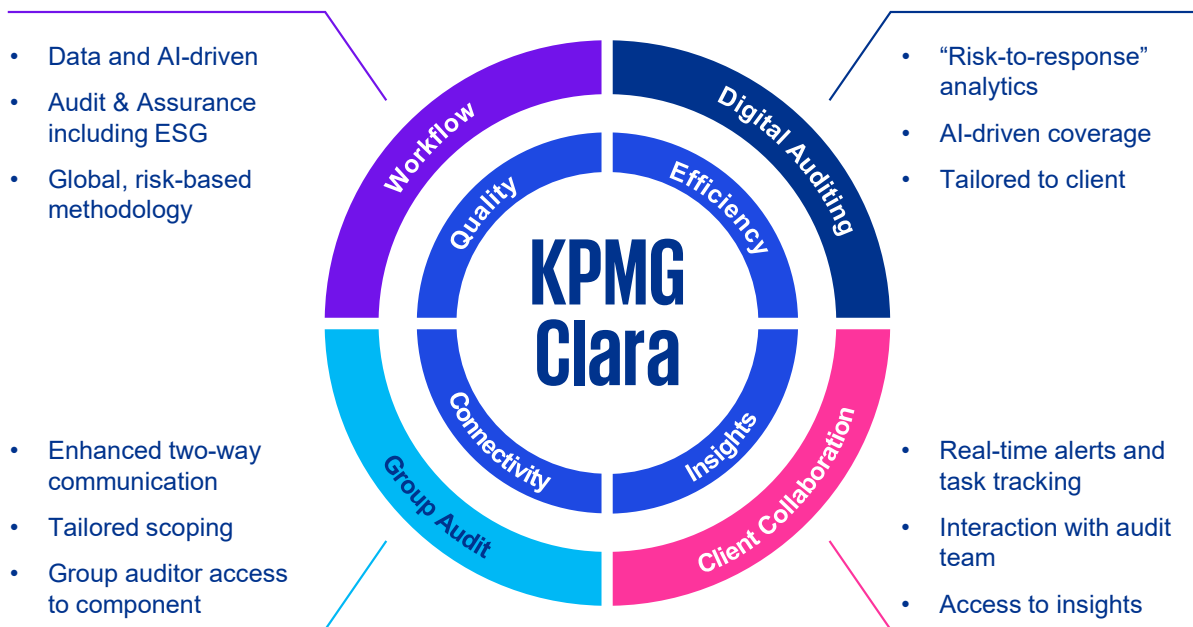 • Data and AI-driven
• Audit & Assurance
including ESG
• Global, risk-based
methodology
• “Risk-to-response”
analytics
• AI-driven coverage
• Tailored to client
Workflow
Digital Auditing
Quality
Efficiency
KPMG
Clara
Connectivity
Insights
Group Audit
Client Collaboration
• Enhanced two-way
communication
• Tailored scoping
• Group auditor access
to component
• Real-time alerts and
task tracking
• Interaction with audit
team
• Access to insights